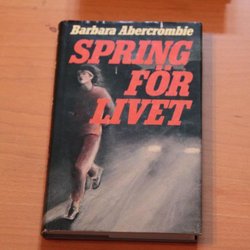 Barbara Abercrombie
SPRING
FÖR
LIVET